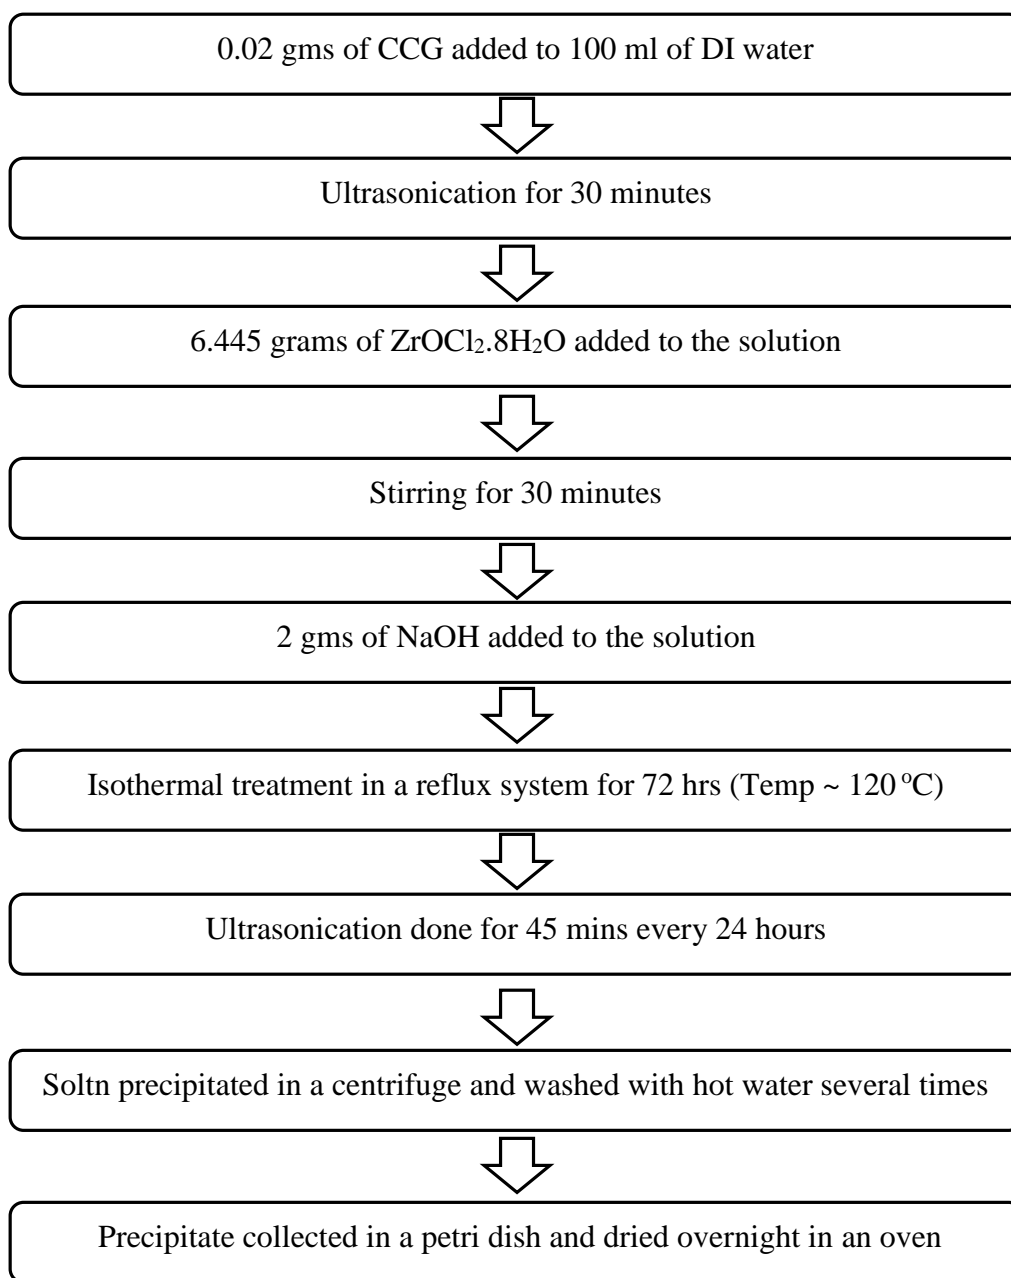 0.02 gms of CCG added to 100 ml of DI water
Ultrasonication for 30 minutes
6.445 grams of ZrOCl₂.8H₂O added to the solution
Stirring for 30 minutes
2 gms of NaOH added to the solution
Isothermal treatment in a reflux system for 72 hrs (Temp ~ 120 ºC)
Ultrasonication done for 45 mins every 24 hours
Soltn precipitated in a centrifuge and washed with hot water several times
Precipitate collected in a petri dish and dried overnight in an oven